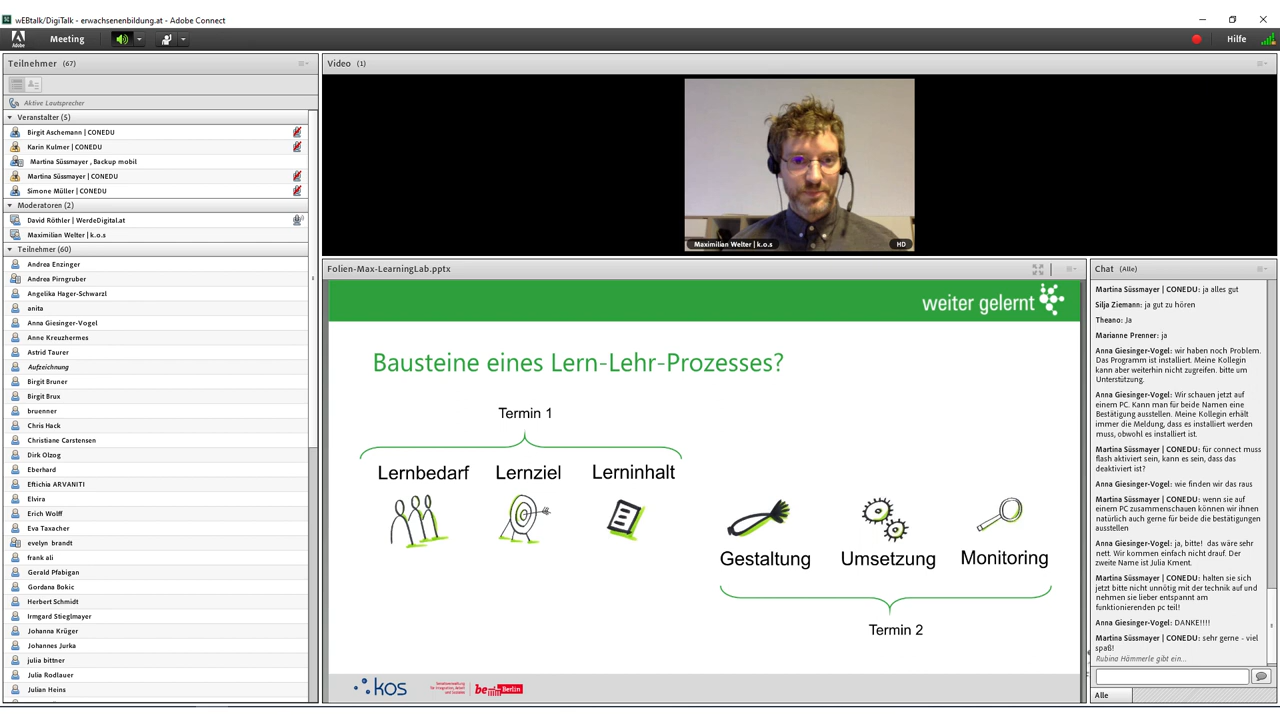 wEBtalk/DigiTalk - erwachsenenbildung.at - Adobe Connect
Adobe
Meeting
Hilfe
Teilnehmer (67)
Aktive Lautsprecher
Veranstalter (5)
Birgit Aschemann | CONEDU
Karin Kulmer | CONEDU
Martina Süssmayer , Backup mobil
Martina Süssmayer | CONEDU
Simone Müller | CONEDU
Moderatoren (2)
David Röthler | WerdeDigital.at
Maximilian Welter | k.o.s
Teilnehmer (60)
Andrea Enzinger
Andrea Pirngruber
Angelika Hager-Schwarzl
anita
Anna Giesinger-Vogel
Anne Kreuzhermes
Astrid Taurer
Aufzeichnung
Birgit Bruner
Birgit Brux
bruenner
Chris Hack
Christiane Carstensen
Dirk Olzog
Eberhard
Eftichia ARVANITI
Elvira
Erich Wolff
Eva Taxacher
evelyn brandt
frank ali
Gerald Pfabigan
Gordana Bokic
Herbert Schmidt
Irmgard Stieglmayer
Johanna Krüger
Johannes Jurka
julia bittner
Julia Rodlauer
Julian Heins
Video (1)
Maximilian Welter | k.o.s
HD
Folien-Max-LearningLab.pptx
weiter gelernt
Bausteine eines Lern-Lehr-Prozesses?
Termin 1
Lernbedarf Lernziel Lerninhalt
Gestaltung Umsetzung Monitoring
Termin 2
kos
be Berlin
Chat (Alle)
Martina Süssmayer | CONEDU: ja alles gut
Silja Ziemann: ja gut zu hören
Theano: Ja
Marianne Prenner: ja
Anna Giesinger-Vogel: wir haben noch Problem.
Das Programm ist installiert. Meine Kollegin
kann aber weiterhin nicht zugreifen. bitte um
Unterstützung.
Anna Giesinger-Vogel: Wir schauen jetzt auf
einem PC. Kann man für beide Namen eine
Bestätigung ausstellen. Meine Kollegin erhält
immer die Meldung, dass es installiert werden
muss, obwohl es installiert ist.
Martina Süssmayer | CONEDU: für connect muss
flash aktiviert sein, kann es sein, dass das
deaktiviert ist?
Anna Giesinger-Vogel: wie finden wir das raus
Martina Süssmayer | CONEDU: wenn sie auf
einem PC zusammenschauen können wir ihnen
natürlich auch gerne für beide die bestätigungen
ausstellen
Anna Giesinger-Vogel: ja, bitte! das wäre sehr
nett. Wir kommen einfach nicht drauf. Der
zweite Name ist Julia Kment.
Martina Süssmayer | CONEDU: halten sie sich
jetzt bitte nicht unnötig mit der technik auf und
nehmen sie lieber entspannt am
funktionierenden pc teil!
Anna Giesinger-Vogel: DANKE!!!!
Martina Süssmayer | CONEDU: sehr gerne - viel
spaß!
Rubina Hämmerle gibt ein...
Alle